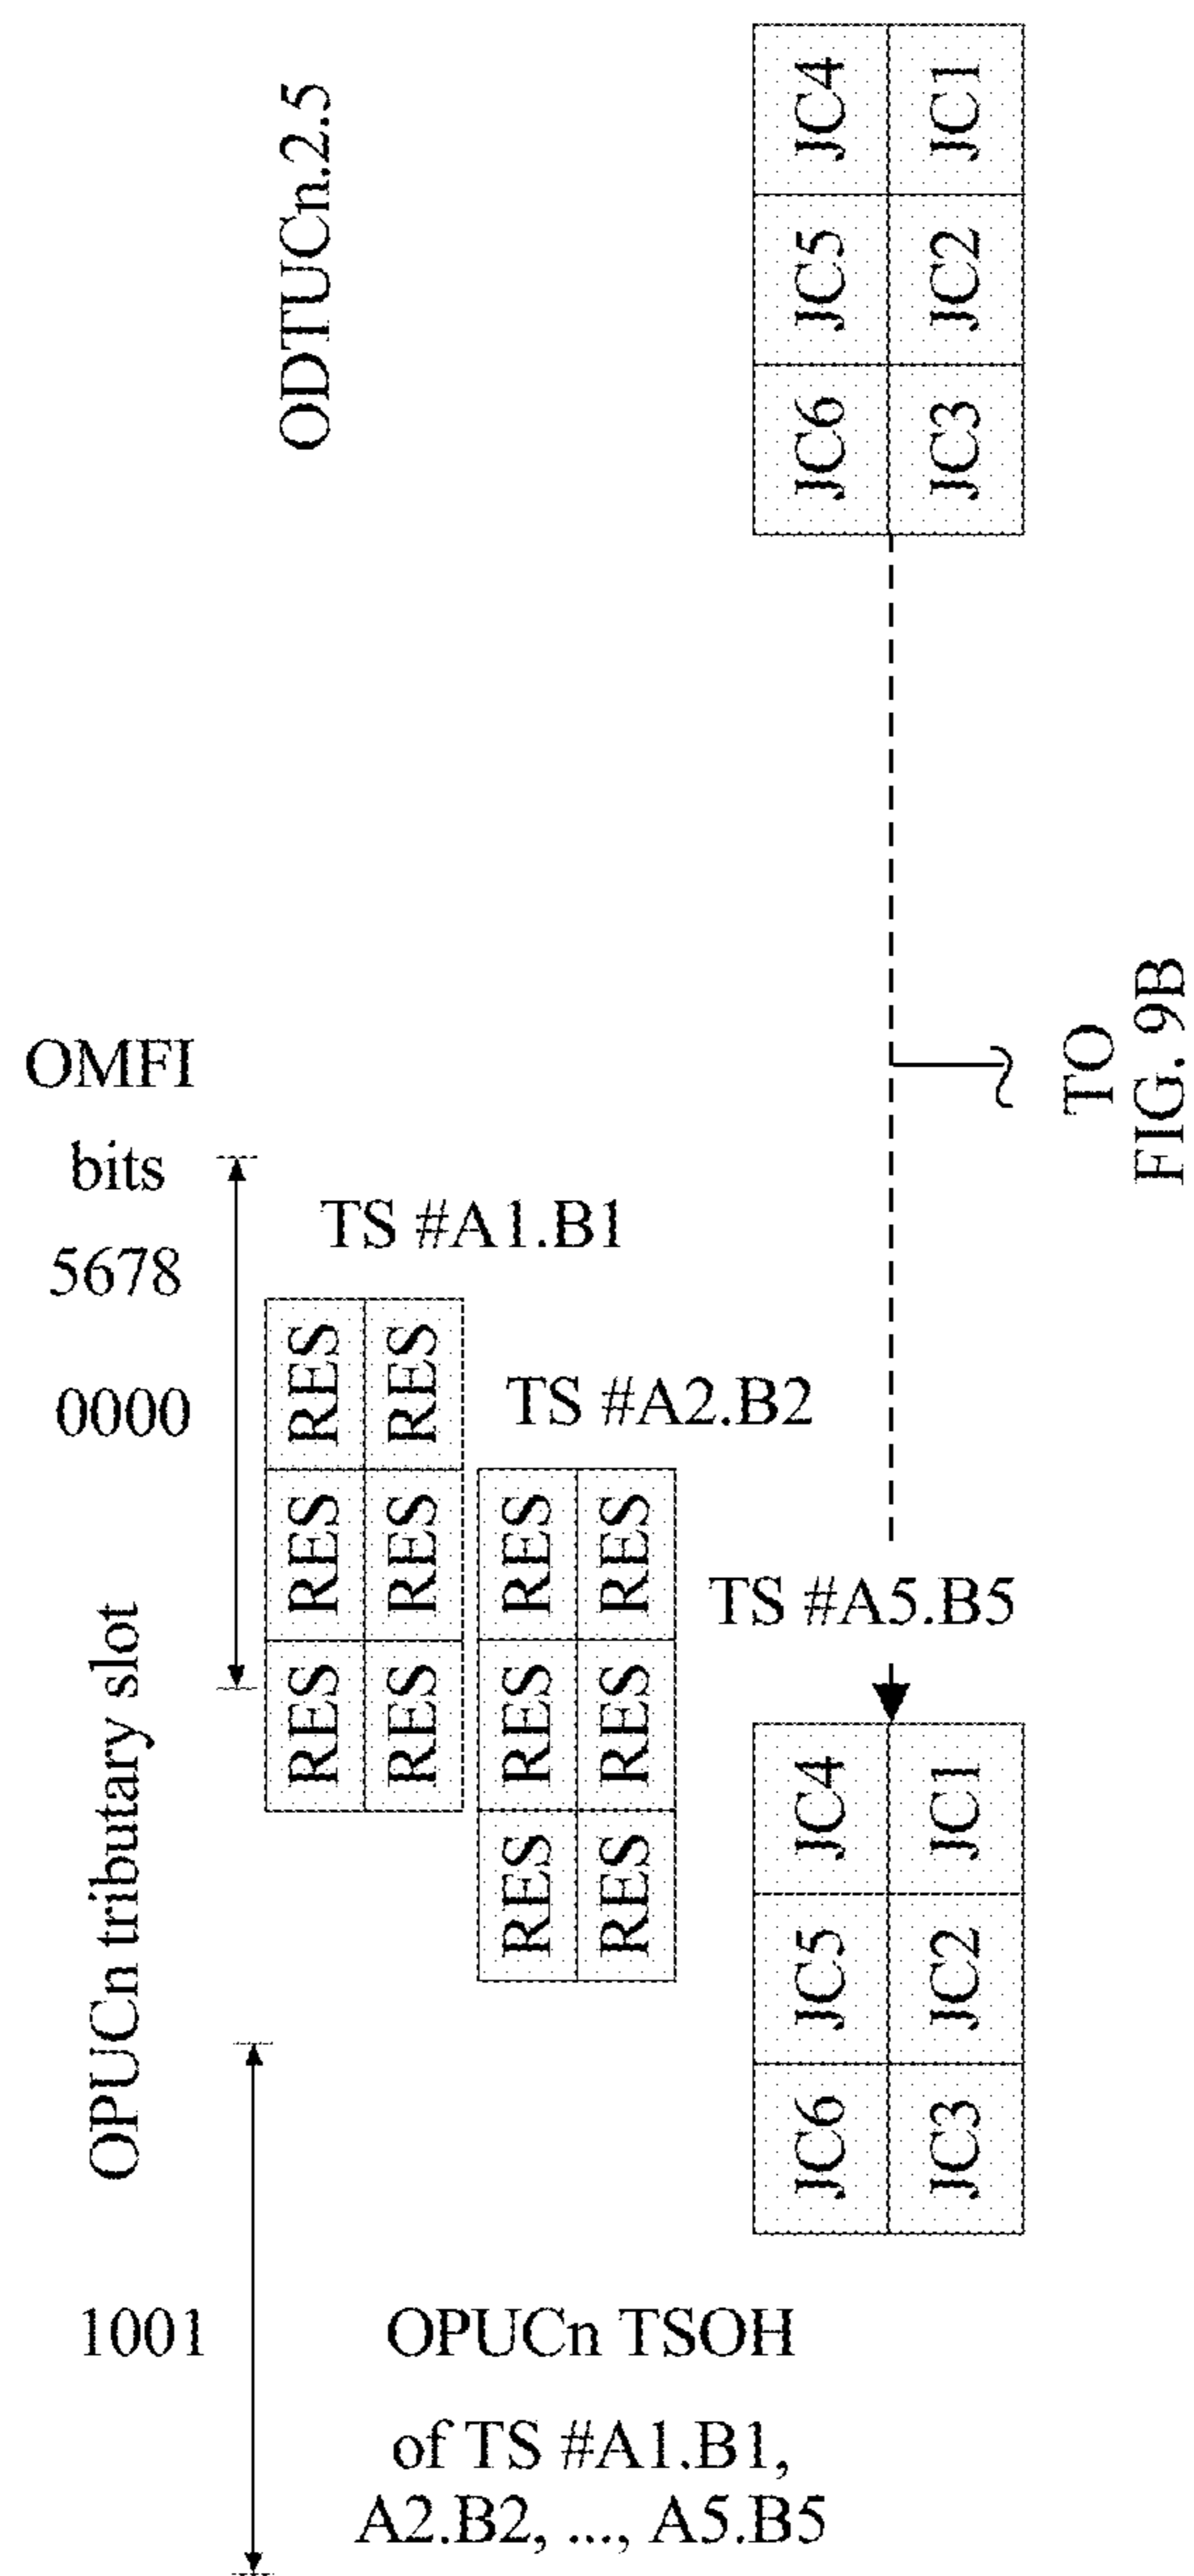 ODTUCn.2.5
JC4
JC1
JC5
JC2
JC6
JC3
OMFI
bits
5678
0000
TS #A1.B1
RES
RES
RES
RES
RES
RES
TS #A2.B2
RES
RES
RES
RES
RES
RES
TO
FIG. 9B
OPUCn tributary slot
TS #A5.B5
JC4
JC1
JC5
JC2
JC6
JC3
1001
OPUCn TSOH
of TS #A1.B1,
A2.B2, ..., A5.B5